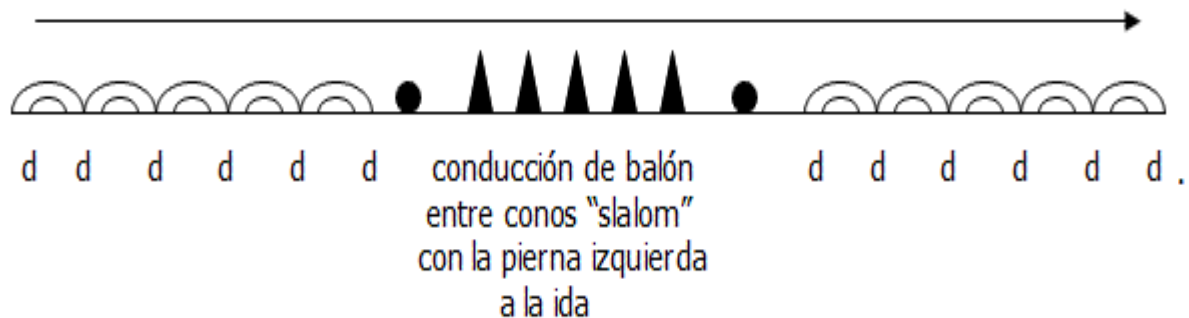 d d d d d d conducción de balón d d d d d d .
entre conos “slalom”
con la pierna izquierda
a la ida